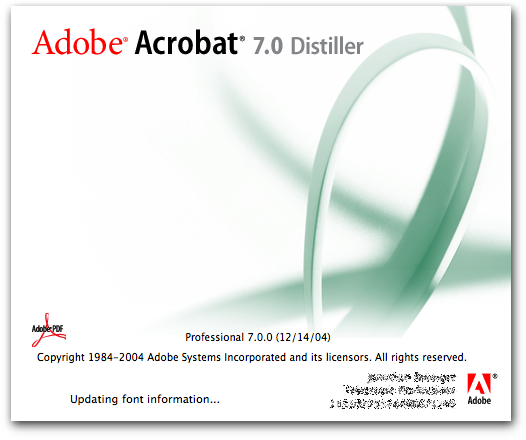 Adobe® Acrobat® 7.0 Distiller
Adobe PDF
Professional 7.0.0 (12/14/04)
Copyright 1984-2004 Adobe Systems Incorporated and its licensors. All rights reserved.
Updating font information...
Adobe®